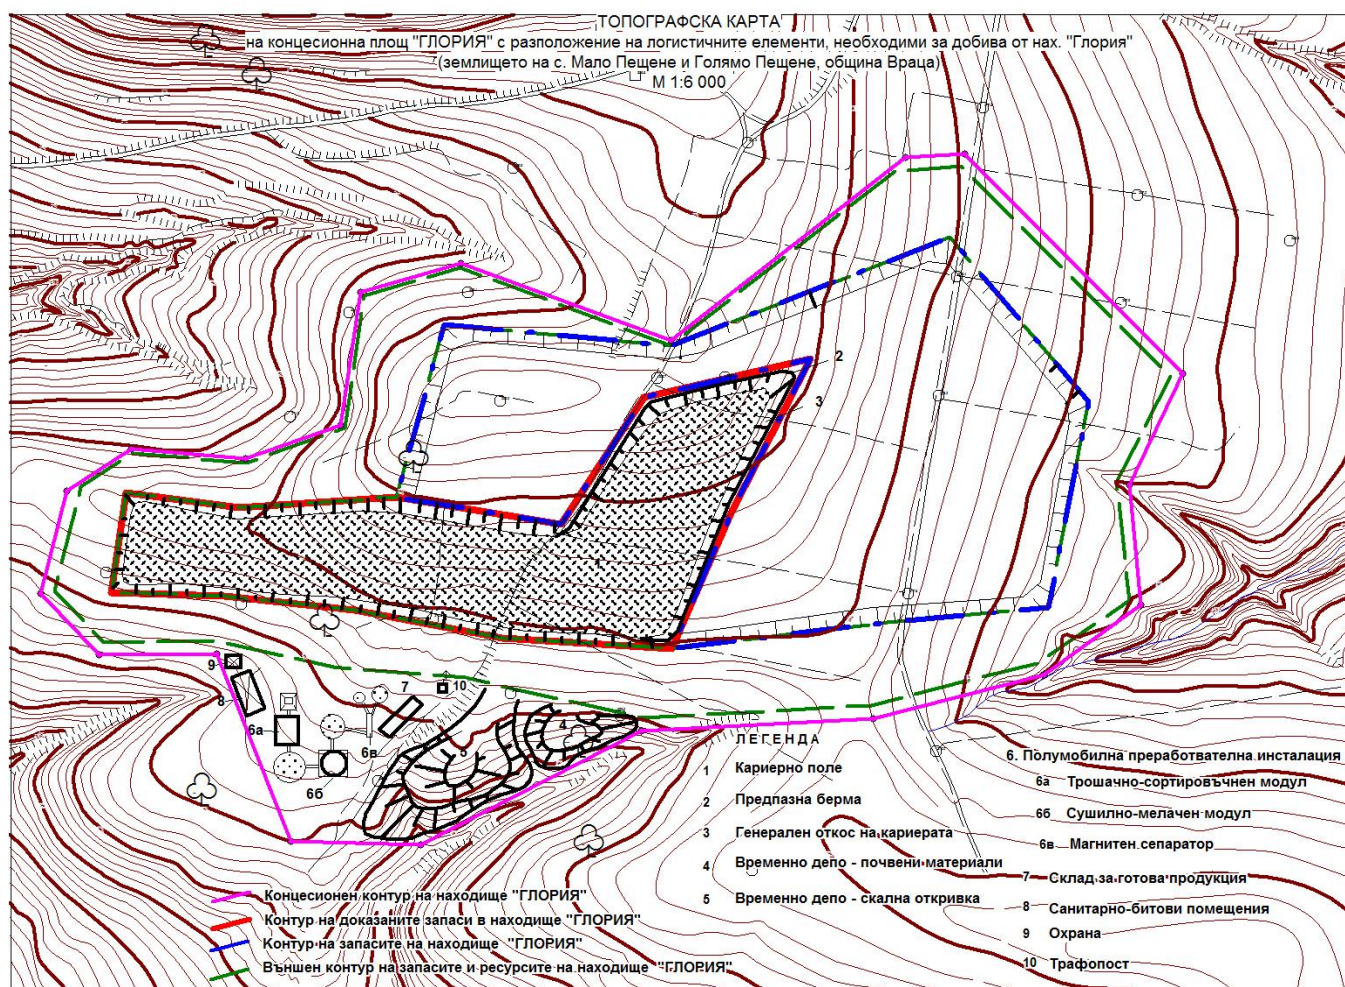 ТОПОГРАФСКА КАРТА
на концесионна площ "ГЛОРИЯ" с разположение на логистичните елементи, необходими за добива от нах. "Глория"
(землището на с. Мало Пещене и Голямо Пещене, община Враца)
М 1:6 000
2
3
1
9
8
6а
6б
6в
7
10
5
4
ЛЕГЕНДА
1 Кариерно поле
2 Предпазна берма
3 Генерален откос на кариерата
4 Временно депо - почвени материали
5 Временно депо - скална откривка
6. Полумобилна преработвателна инсталация
6а Трошачно-сортировъчнен модул
6б Сушилно-мелачен модул
6в Магнитен сепаратор
7 Склад за готова продукция
8 Санитарно-битови помещения
9 Охрана
10 Трафопост
Концесионен контур на находище "ГЛОРИЯ"
Контур на доказаните запаси в находище "ГЛОРИЯ"
Контур на запасите на находище "ГЛОРИЯ"
Външен контур на запасите и ресурсите на находище "ГЛОРИЯ"